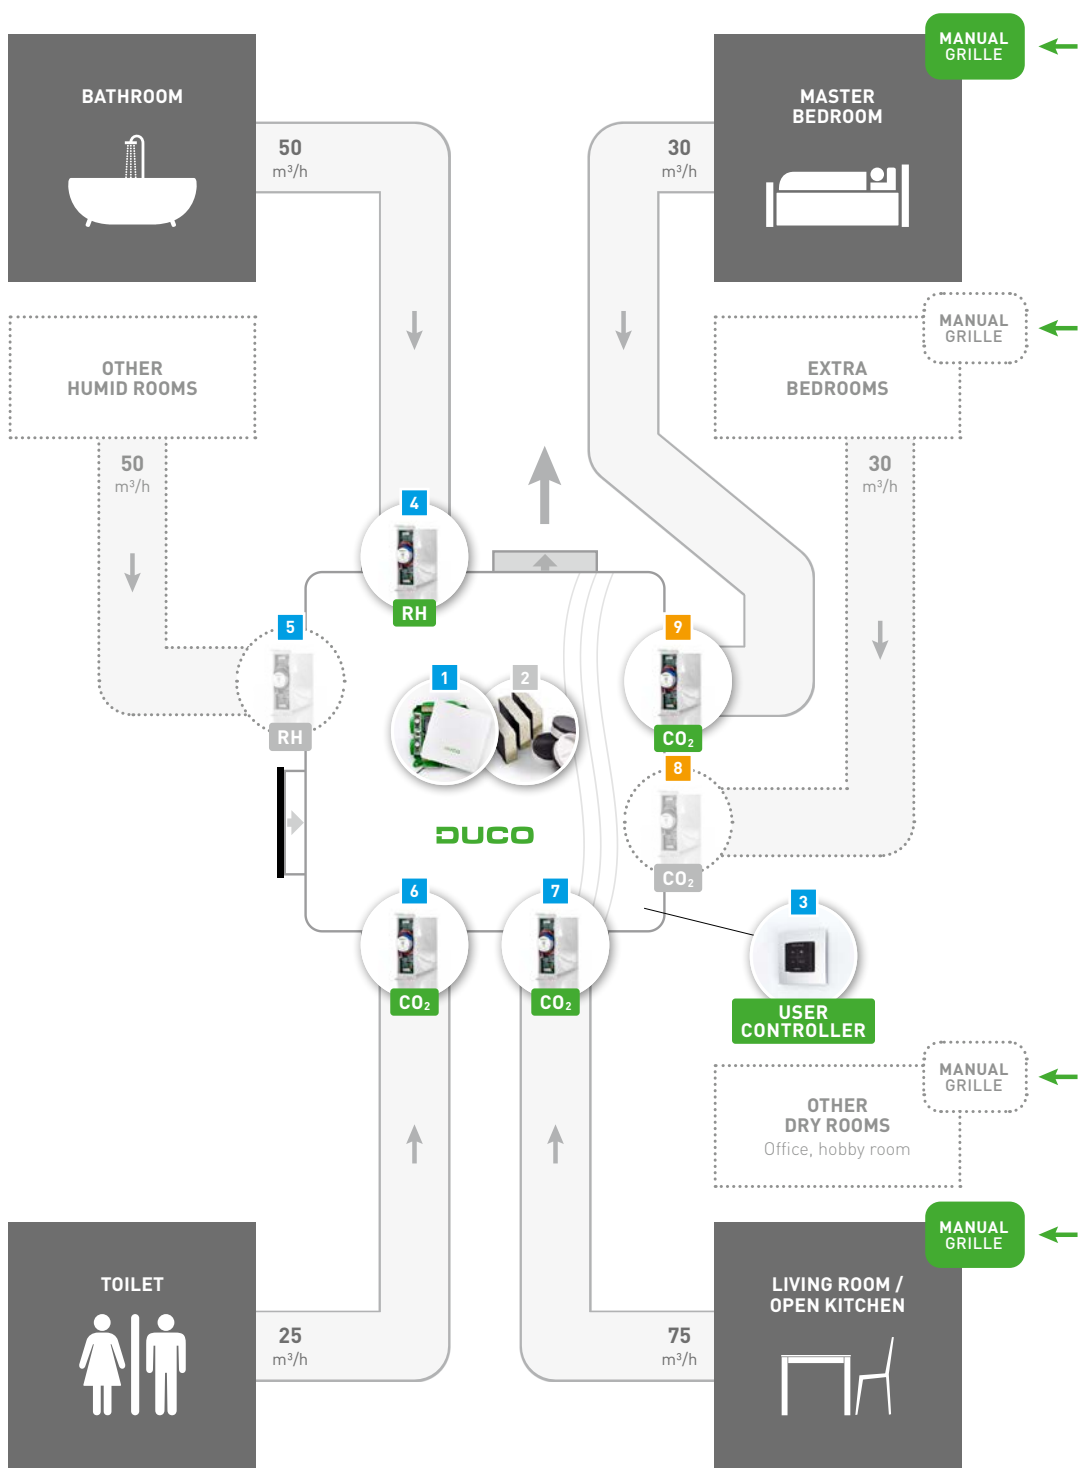 MANUAL
GRILLE
BATHROOM
MASTER
BEDROOM
50
m³/h
30
m³/h
MANUAL
GRILLE
OTHER
HUMID ROOMS
EXTRA
BEDROOMS
50
m³/h
30
m³/h
4
RH
5
RH
9
CO₂
1
2
8
CO₂
DUCO
6
CO₂
7
CO₂
3
USER
CONTROLLER
MANUAL
GRILLE
OTHER
DRY ROOMS
Office, hobby room
MANUAL
GRILLE
TOILET
LIVING ROOM /
OPEN KITCHEN
25
m³/h
75
m³/h